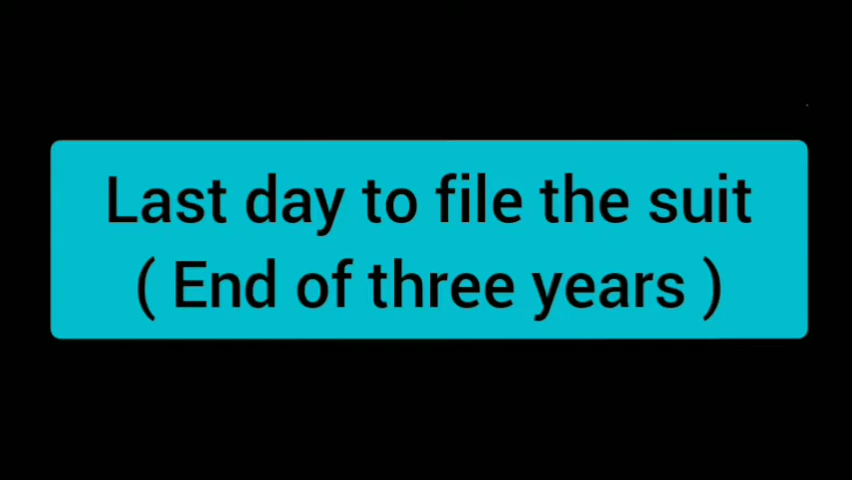 Last day to file the suit
( End of three years )